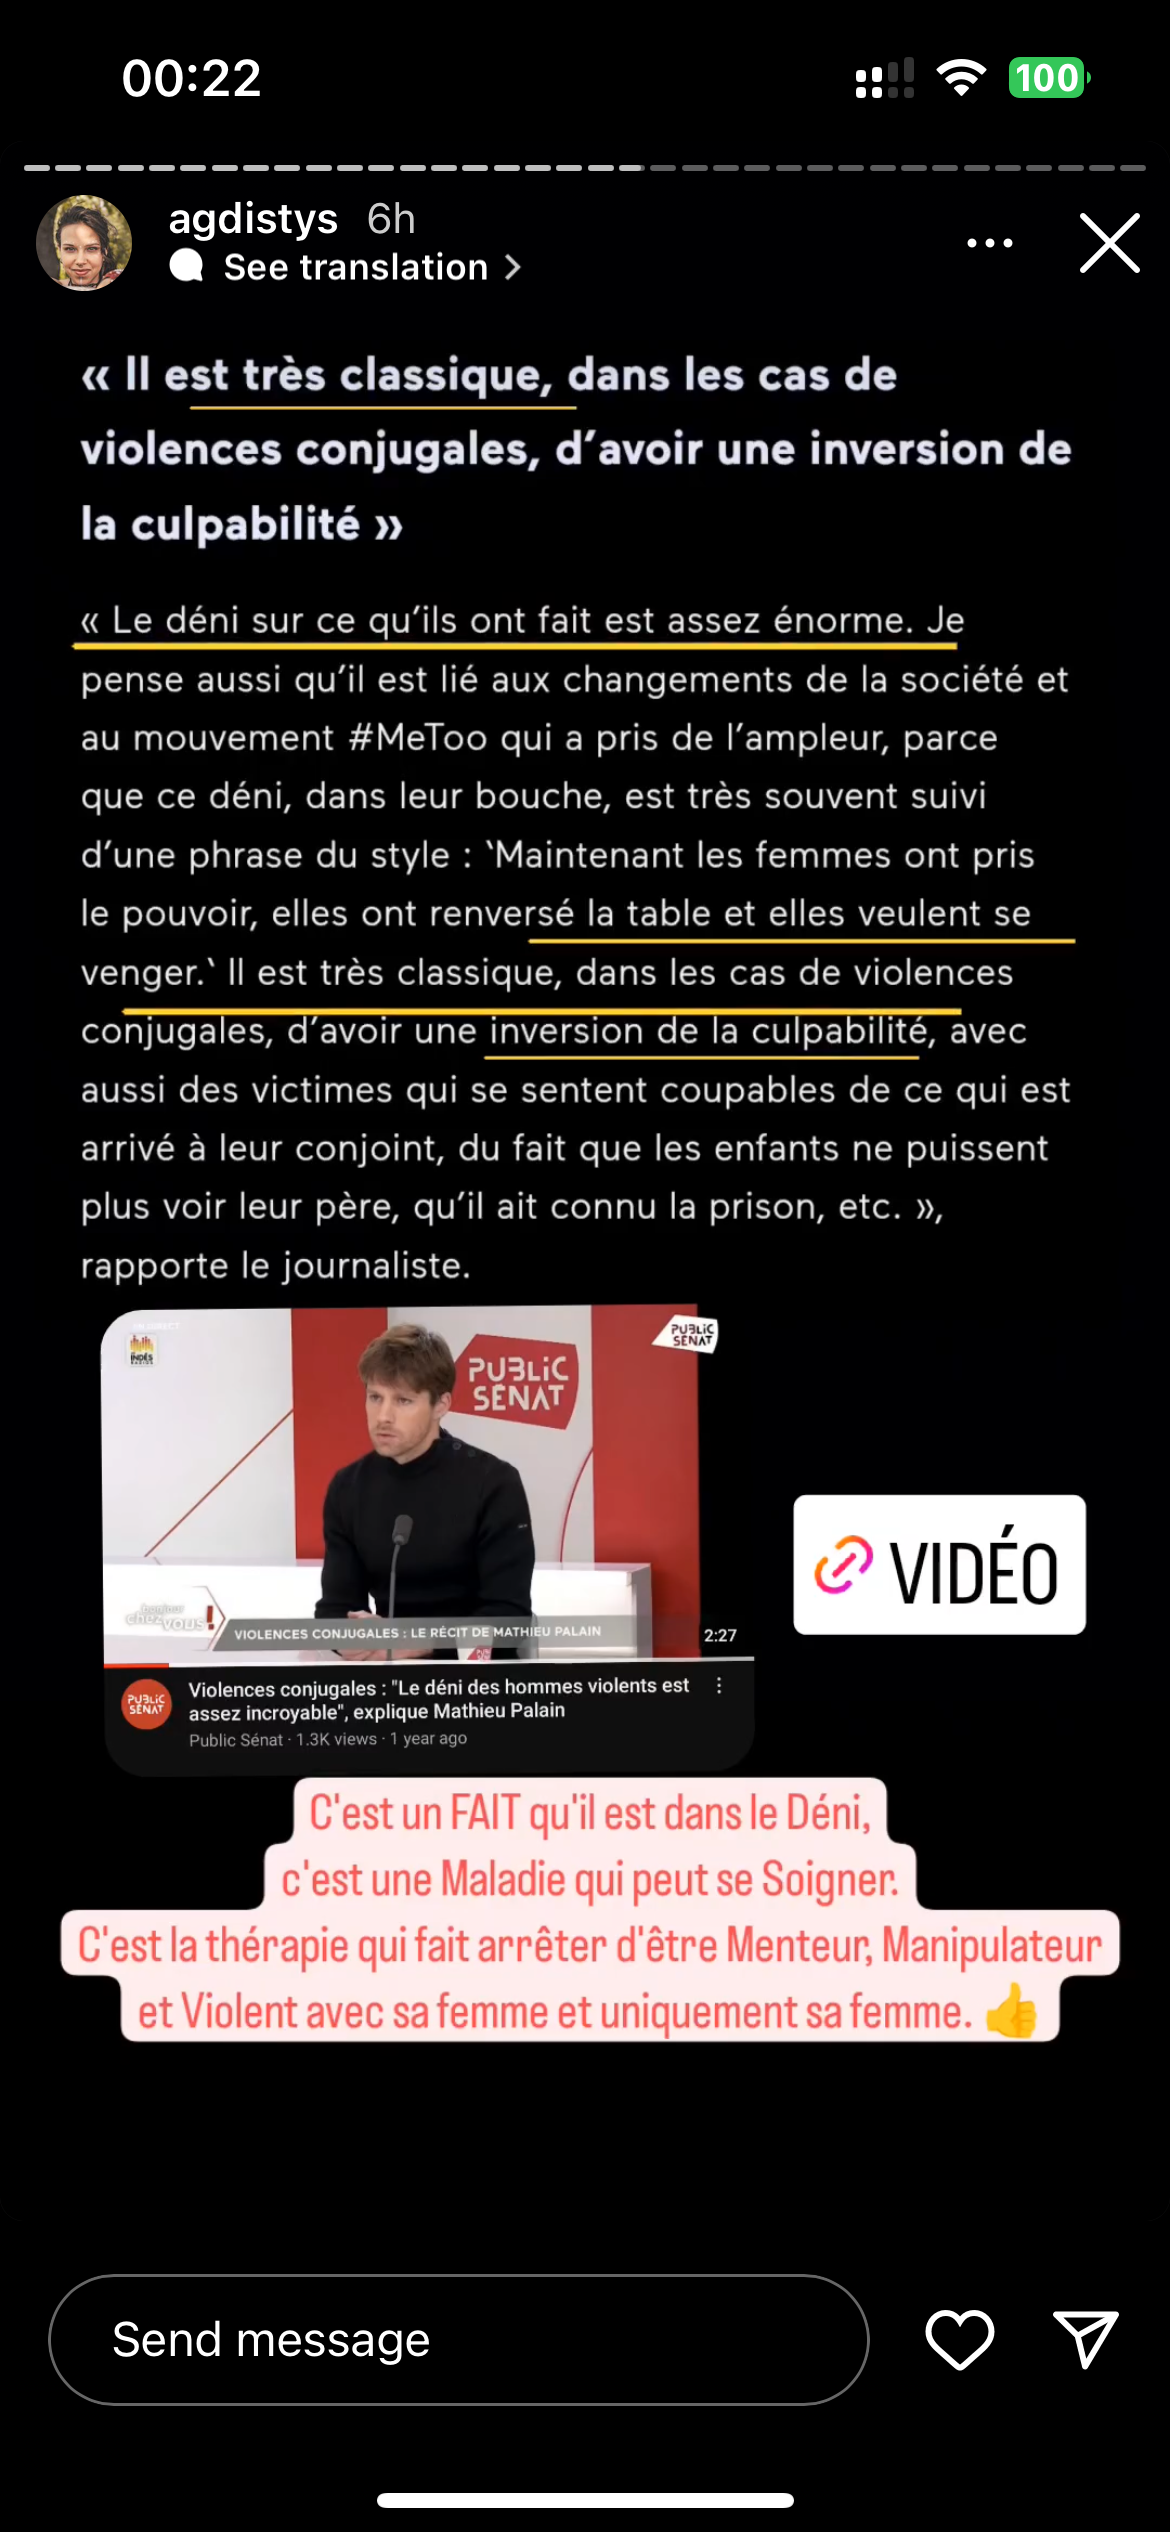 00:22
100
agdistys 6h
See translation >
« Il est très classique, dans les cas de
violences conjugales, d’avoir une inversion de
la culpabilité »
« Le déni sur ce qu’ils ont fait est assez énorme. Je
pense aussi qu’il est lié aux changements de la société et
au mouvement #MeToo qui a pris de l’ampleur, parce
que ce déni, dans leur bouche, est très souvent suivi
d’une phrase du style : ‘Maintenant les femmes ont pris
le pouvoir, elles ont renversé la table et elles veulent se
venger.‘ Il est très classique, dans les cas de violences
conjugales, d’avoir une inversion de la culpabilité, avec
aussi des victimes qui se sentent coupables de ce qui est
arrivé à leur conjoint, du fait que les enfants ne puissent
plus voir leur père, qu’il ait connu la prison, etc. »,
rapporte le journaliste.
INDÉS
RADIOS
PUBLIC
SÉNAT
PUBLIC
SÉNAT
VIDÉO
bonjour
chez vous!
VIOLENCES CONJUGALES : LE RÉCIT DE MATHIEU PALAIN
2:27
PUBLIC
SÉNAT
Violences conjugales : "Le déni des hommes violents est
assez incroyable", explique Mathieu Palain
Public Sénat · 1.3K views · 1 year ago
C'est un FAIT qu'il est dans le Déni,
c'est une Maladie qui peut se Soigner.
C'est la thérapie qui fait arrêter d'être Menteur, Manipulateur
et Violent avec sa femme et uniquement sa femme. 👍
Send message